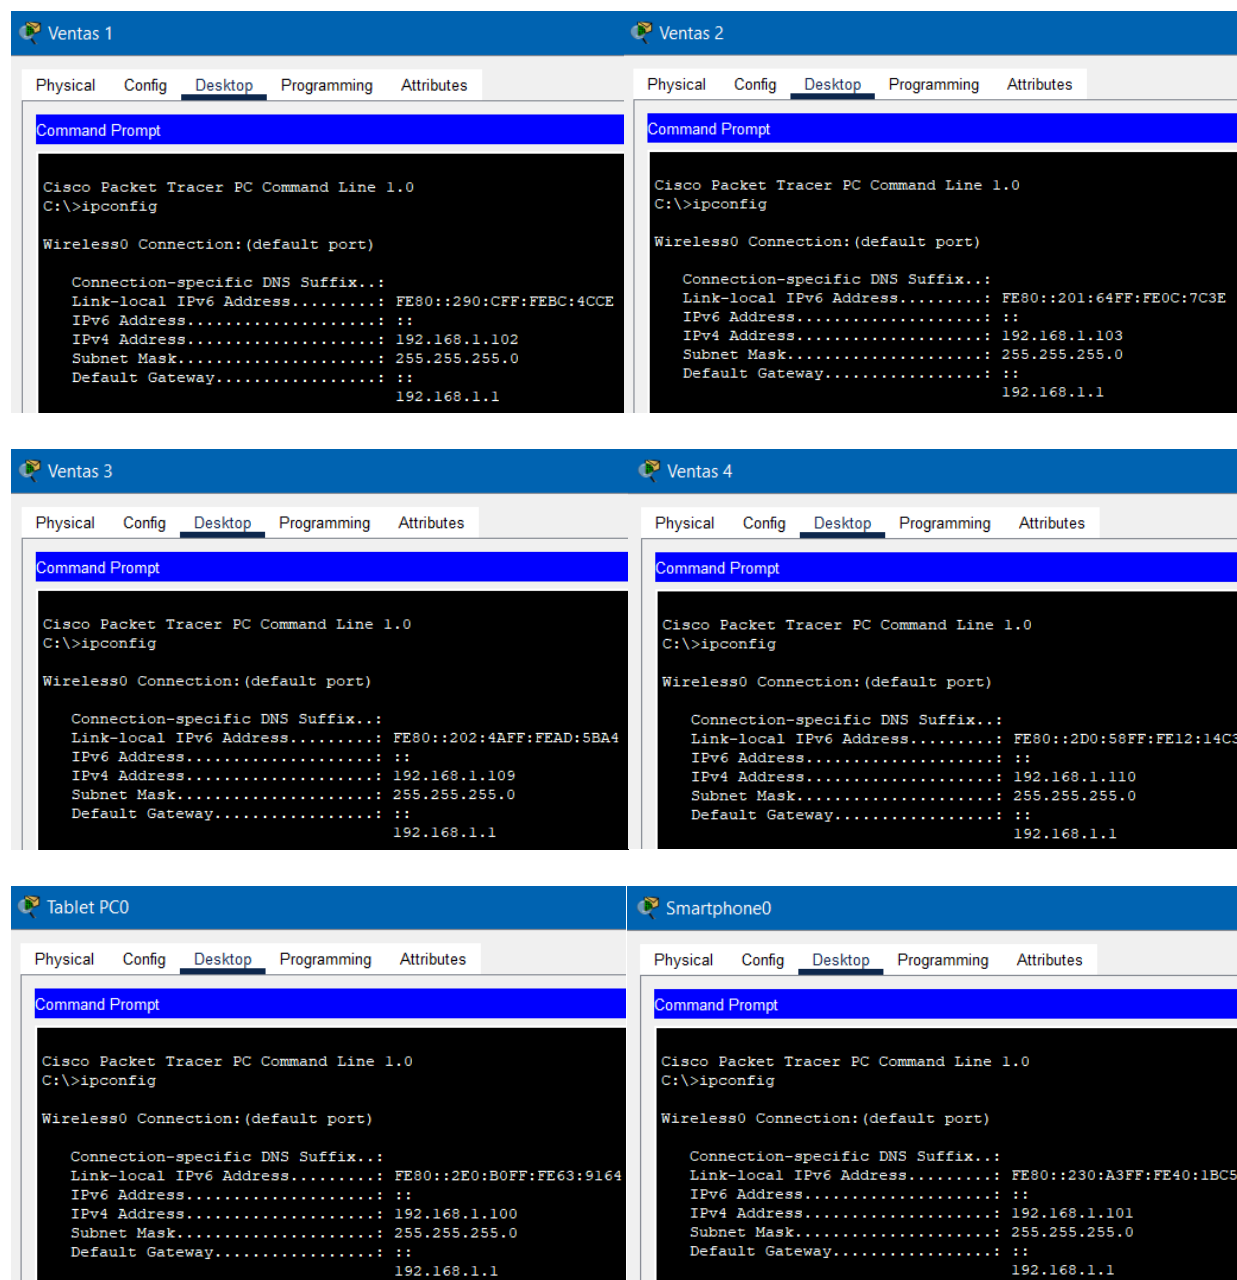 Ventas 1
Physical Config Desktop Programming Attributes
Command Prompt
Cisco Packet Tracer PC Command Line 1.0
C:\>ipconfig
Wireless0 Connection:(default port)
Connection-specific DNS Suffix..:
Link-local IPv6 Address.........: FE80::290:CFF:FEBC:4CCE
IPv6 Address....................: ::
IPv4 Address....................: 192.168.1.102
Subnet Mask.....................: 255.255.255.0
Default Gateway.................: ::
192.168.1.1
Ventas 2
Physical Config Desktop Programming Attributes
Command Prompt
Cisco Packet Tracer PC Command Line 1.0
C:\>ipconfig
Wireless0 Connection:(default port)
Connection-specific DNS Suffix..:
Link-local IPv6 Address.........: FE80::201:64FF:FE0C:7C3E
IPv6 Address....................: ::
IPv4 Address....................: 192.168.1.103
Subnet Mask.....................: 255.255.255.0
Default Gateway.................: ::
192.168.1.1
Ventas 3
Physical Config Desktop Programming Attributes
Command Prompt
Cisco Packet Tracer PC Command Line 1.0
C:\>ipconfig
Wireless0 Connection:(default port)
Connection-specific DNS Suffix..:
Link-local IPv6 Address.........: FE80::202:4AFF:FEAD:5BA4
IPv6 Address....................: ::
IPv4 Address....................: 192.168.1.109
Subnet Mask.....................: 255.255.255.0
Default Gateway.................: ::
192.168.1.1
Ventas 4
Physical Config Desktop Programming Attributes
Command Prompt
Cisco Packet Tracer PC Command Line 1.0
C:\>ipconfig
Wireless0 Connection:(default port)
Connection-specific DNS Suffix..:
Link-local IPv6 Address.........: FE80::2D0:58FF:FE12:14C3
IPv6 Address....................: ::
IPv4 Address....................: 192.168.1.110
Subnet Mask.....................: 255.255.255.0
Default Gateway.................: ::
192.168.1.1
Tablet PC0
Physical Config Desktop Programming Attributes
Command Prompt
Cisco Packet Tracer PC Command Line 1.0
C:\>ipconfig
Wireless0 Connection:(default port)
Connection-specific DNS Suffix..:
Link-local IPv6 Address.........: FE80::2E0:B0FF:FE63:9164
IPv6 Address....................: ::
IPv4 Address....................: 192.168.1.100
Subnet Mask.....................: 255.255.255.0
Default Gateway.................: ::
192.168.1.1
Smartphone0
Physical Config Desktop Programming Attributes
Command Prompt
Cisco Packet Tracer PC Command Line 1.0
C:\>ipconfig
Wireless0 Connection:(default port)
Connection-specific DNS Suffix..:
Link-local IPv6 Address.........: FE80::230:A3FF:FE40:1BC5
IPv6 Address....................: ::
IPv4 Address....................: 192.168.1.101
Subnet Mask.....................: 255.255.255.0
Default Gateway.................: ::
192.168.1.1